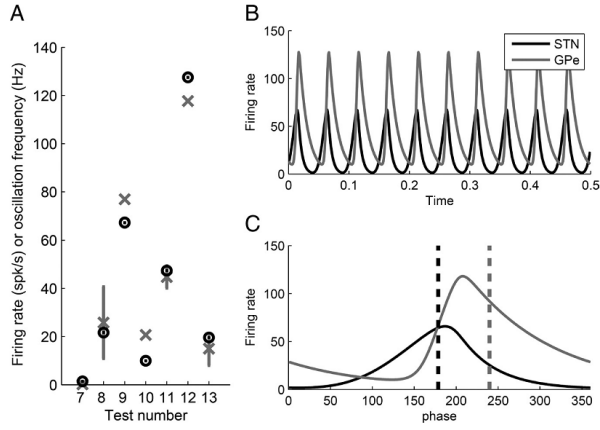 A
Firing rate (spk/s) or oscillation frequency (Hz)
140
120
100
80
60
40
20
0
7 8 9 10 11 12 13
Test number
B
Firing rate
150
100
50
0
STN
GPe
0 0.1 0.2 0.3 0.4 0.5
Time
C
Firing rate
150
100
50
0
0 50 100 150 200 250 300 350
phase